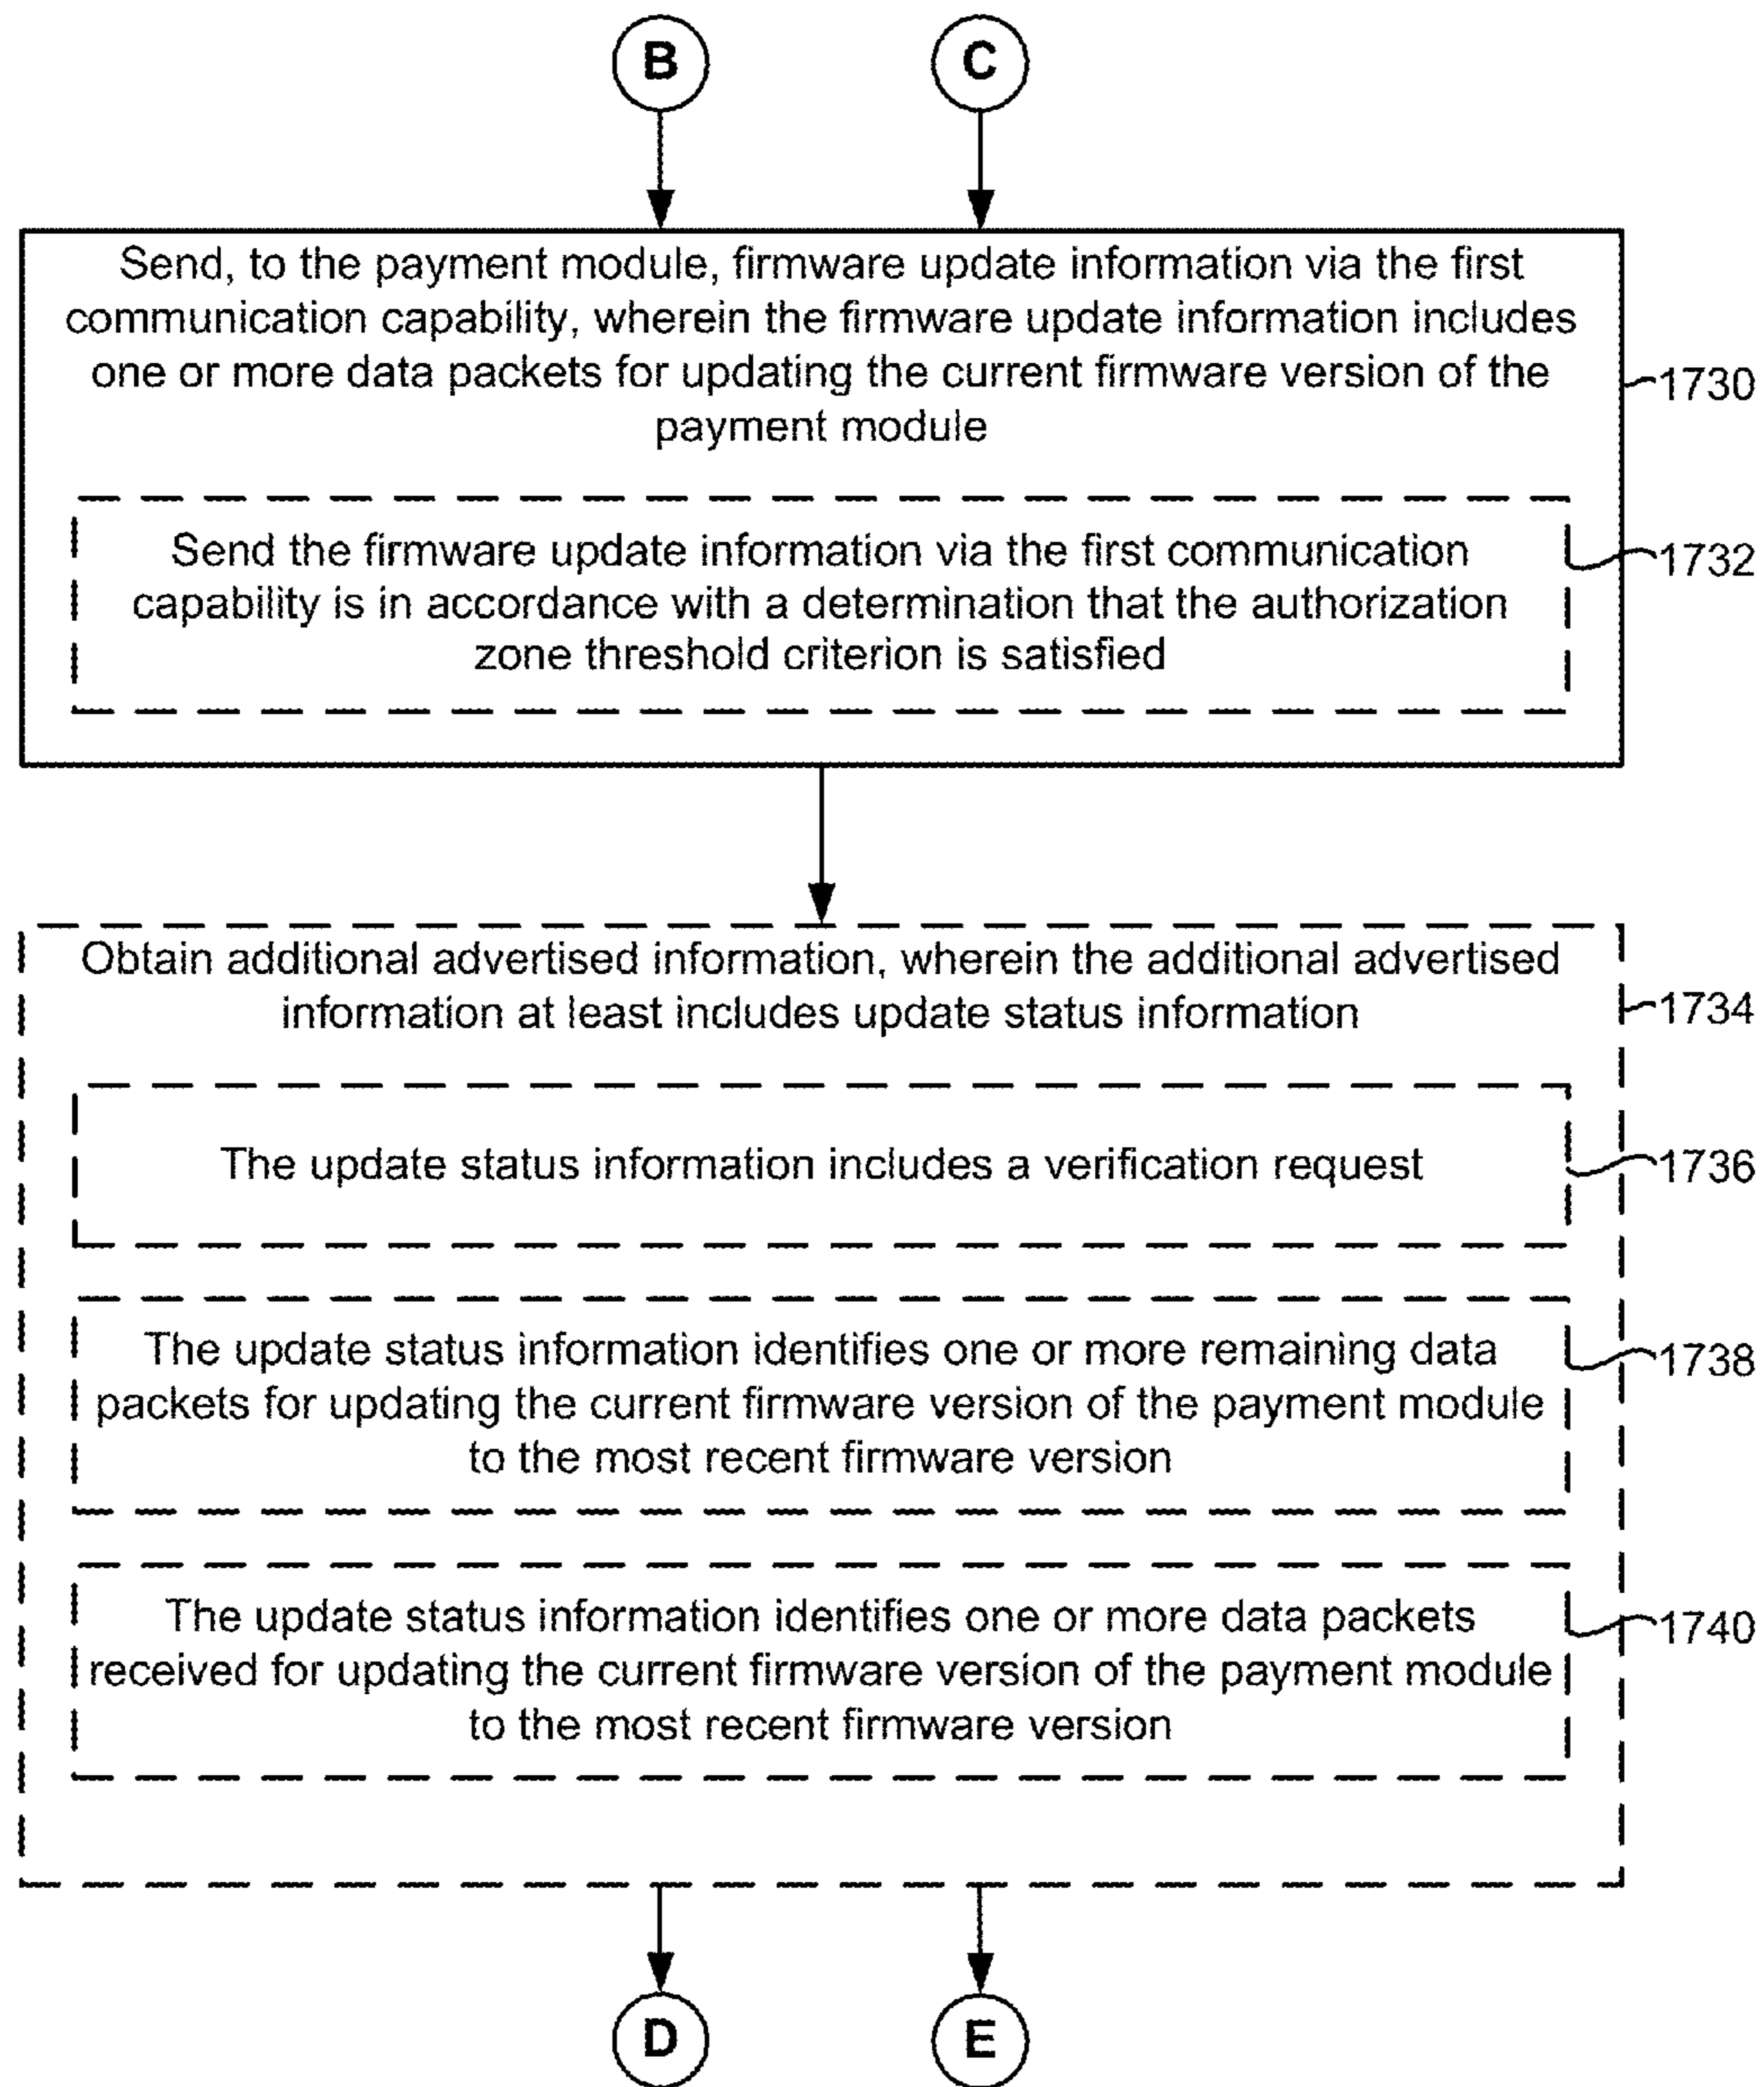 B
C
Send, to the payment module, firmware update information via the first
communication capability, wherein the firmware update information includes
one or more data packets for updating the current firmware version of the
payment module
1730
Send the firmware update information via the first communication
capability is in accordance with a determination that the authorization
zone threshold criterion is satisfied
1732
Obtain additional advertised information, wherein the additional advertised
information at least includes update status information
1734
The update status information includes a verification request
1736
The update status information identifies one or more remaining data
packets for updating the current firmware version of the payment module
to the most recent firmware version
1738
The update status information identifies one or more data packets
received for updating the current firmware version of the payment module
to the most recent firmware version
1740
D
E